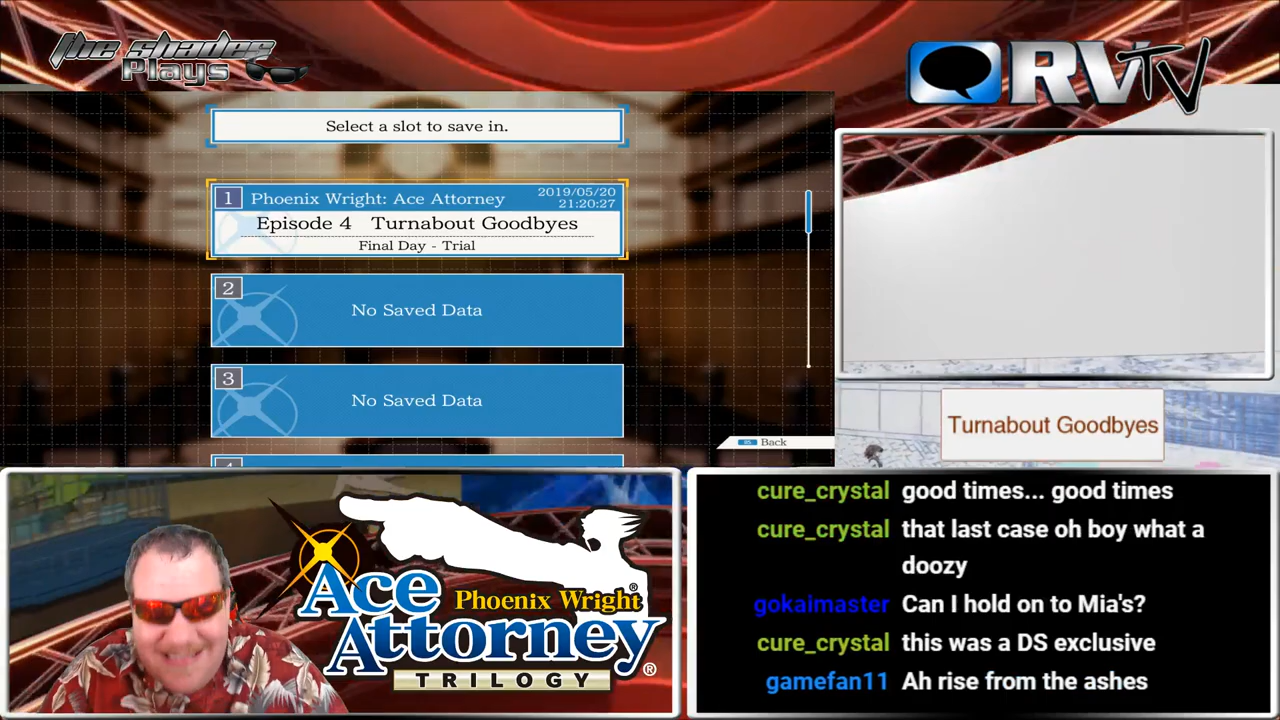 The Shades
Plays
RVTV
Select a slot to save in.
1 Phoenix Wright: Ace Attorney 2019/05/20
21:20:27
Episode 4 Turnabout Goodbyes
Final Day - Trial
2
No Saved Data
3
No Saved Data
4
RS Back
Turnabout Goodbyes
Ace
Phoenix Wright®
Attorney®
TRILOGY
cure_crystal good times... good times
cure_crystal that last case oh boy what a
doozy
gokaimaster Can I hold on to Mia's?
cure_crystal this was a DS exclusive
gamefan11 Ah rise from the ashes